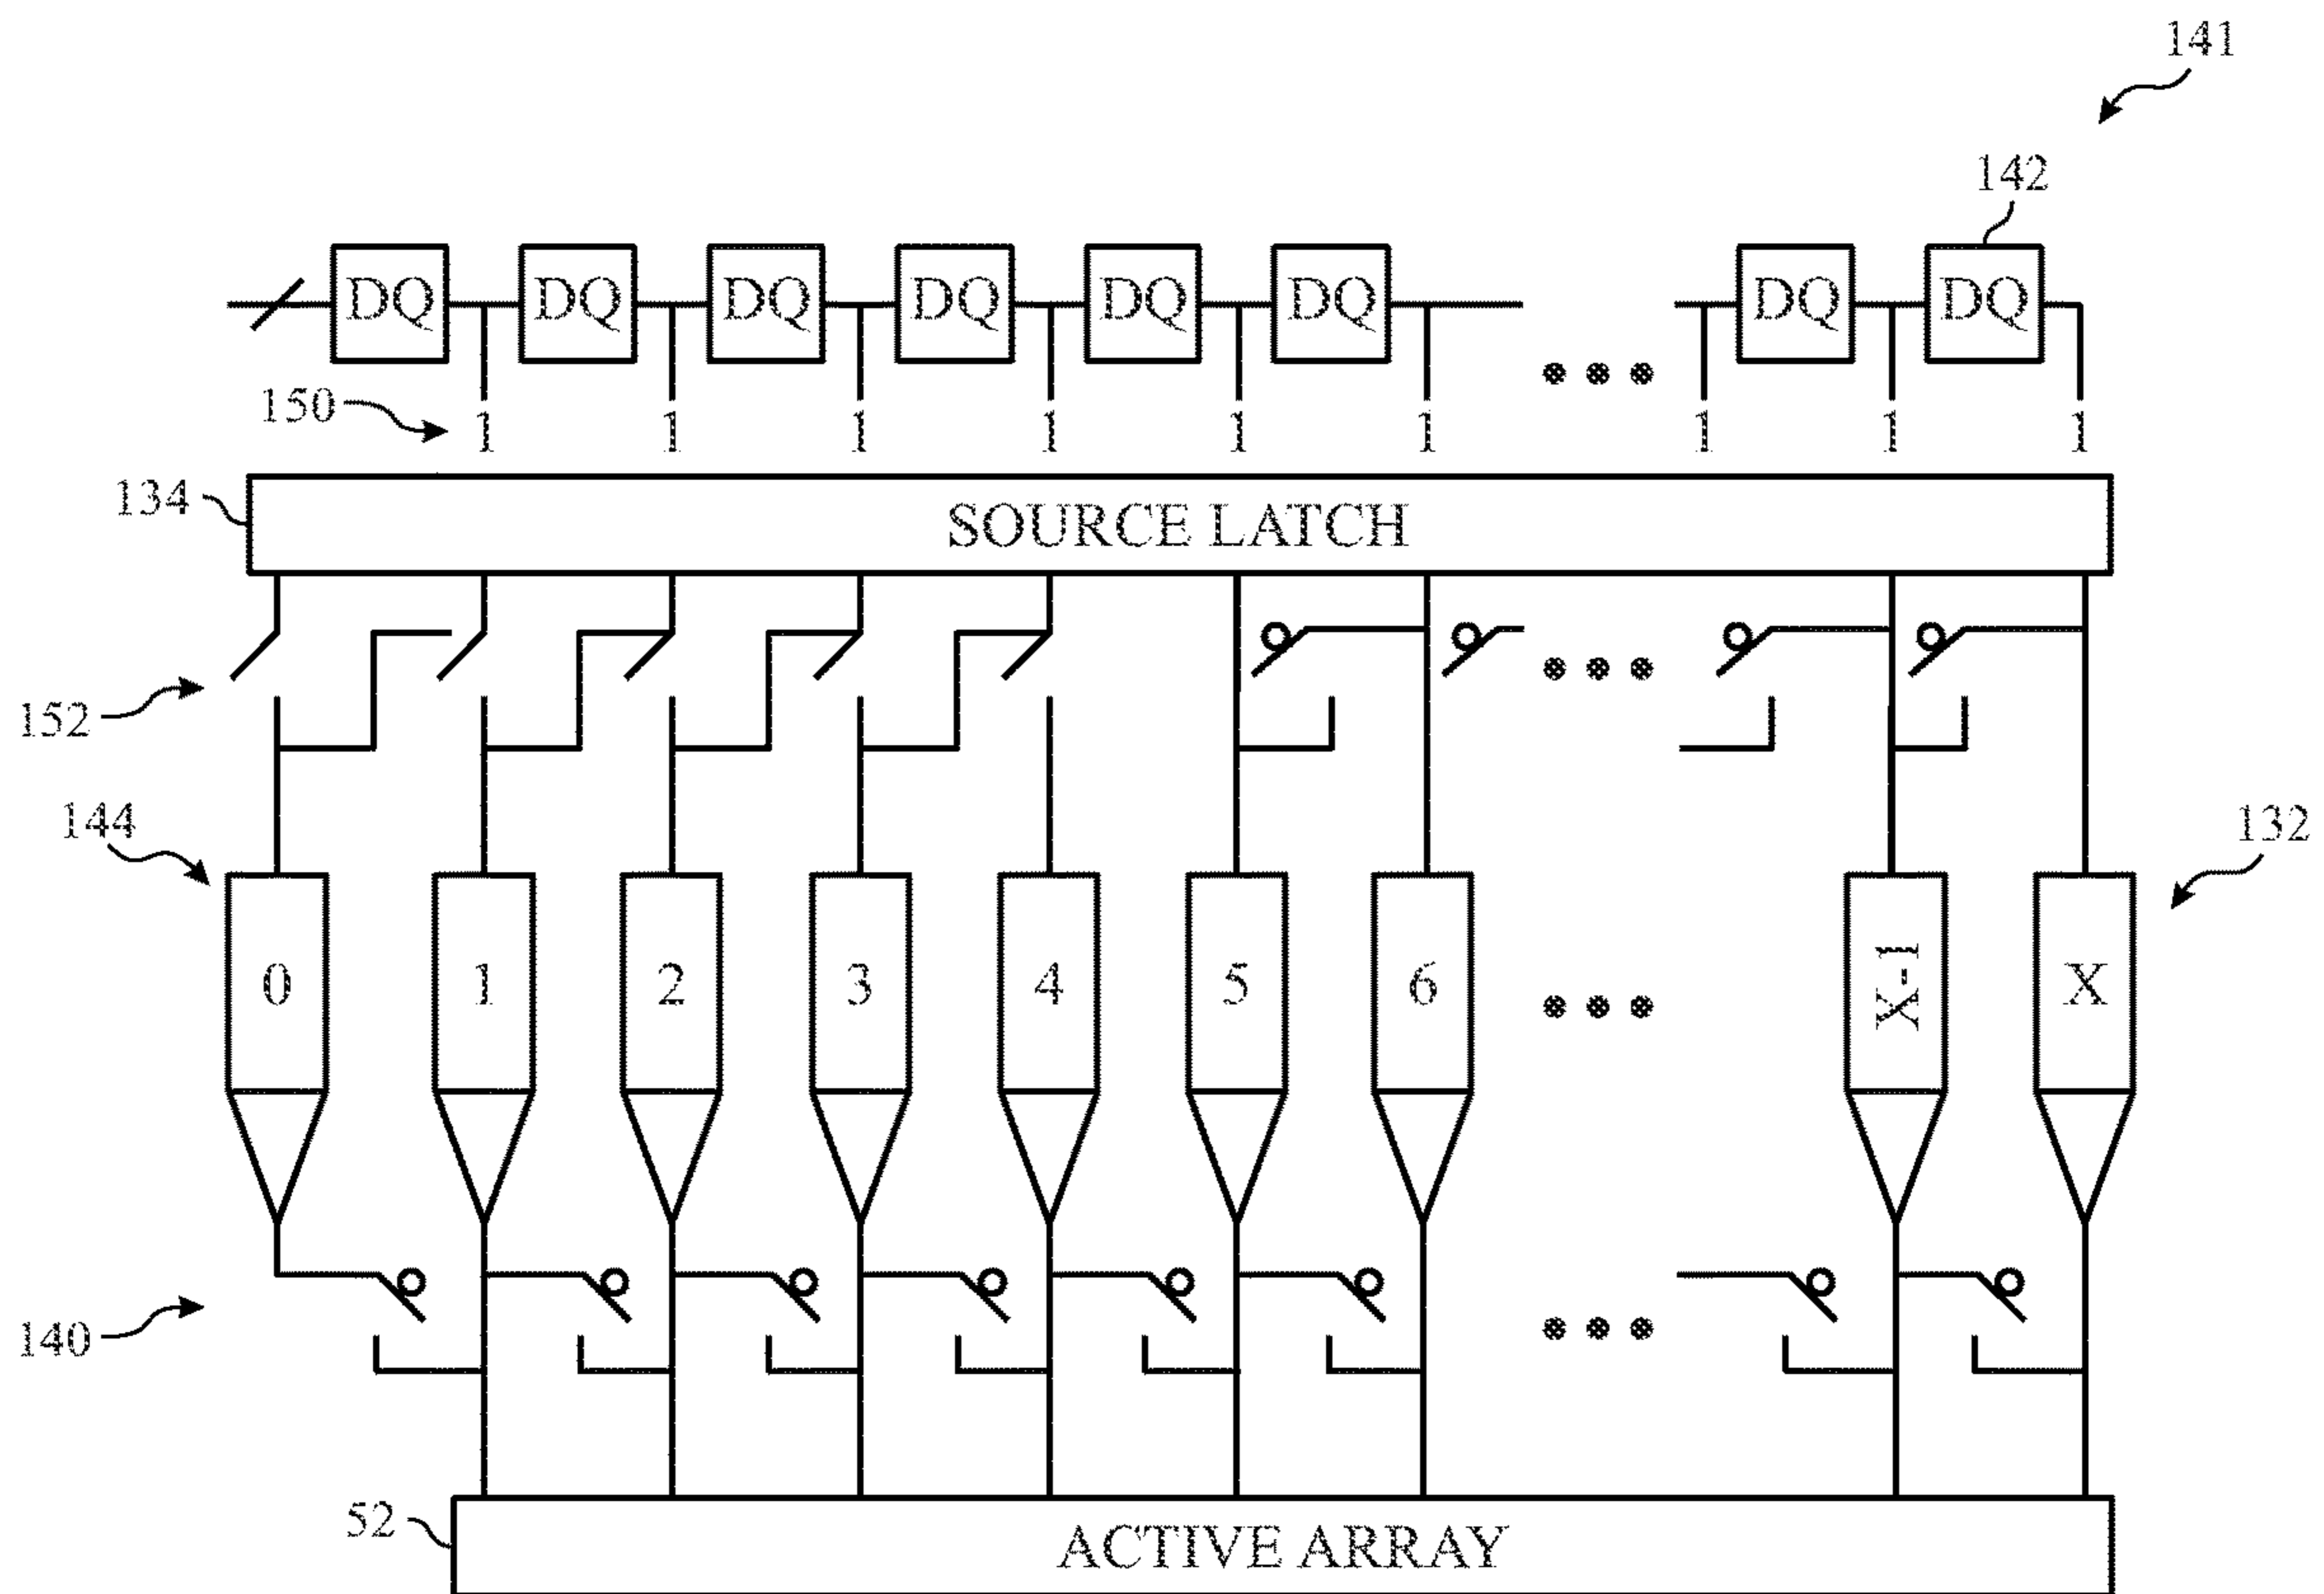 141
142
DQ DQ DQ DQ DQ DQ DQ DQ
150
1 1 1 1 1 1 1 1 1
134
SOURCE LATCH
152
144
132
0 1 2 3 4 5 6 X-1 X
140
52
ACTIVE ARRAY